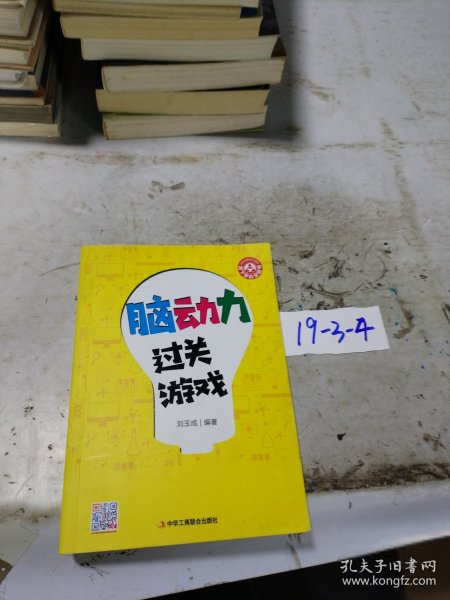 脑动力
过关
游戏
刘玉成 | 编著
中华工商联合出版社
19-3-4
孔夫子旧书网
www.kongfz.com